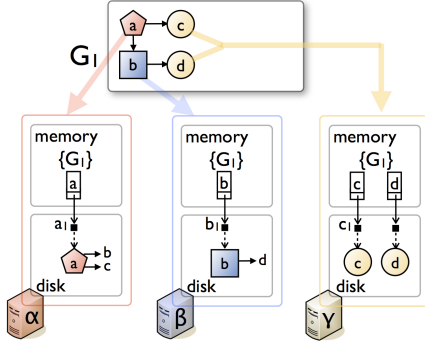 a c
G1
b d
memory
{G1}
a
a1
a b
c
disk
α
memory
{G1}
b
b1
b d
disk
β
memory
{G1}
c d
c1
c d
disk
γ